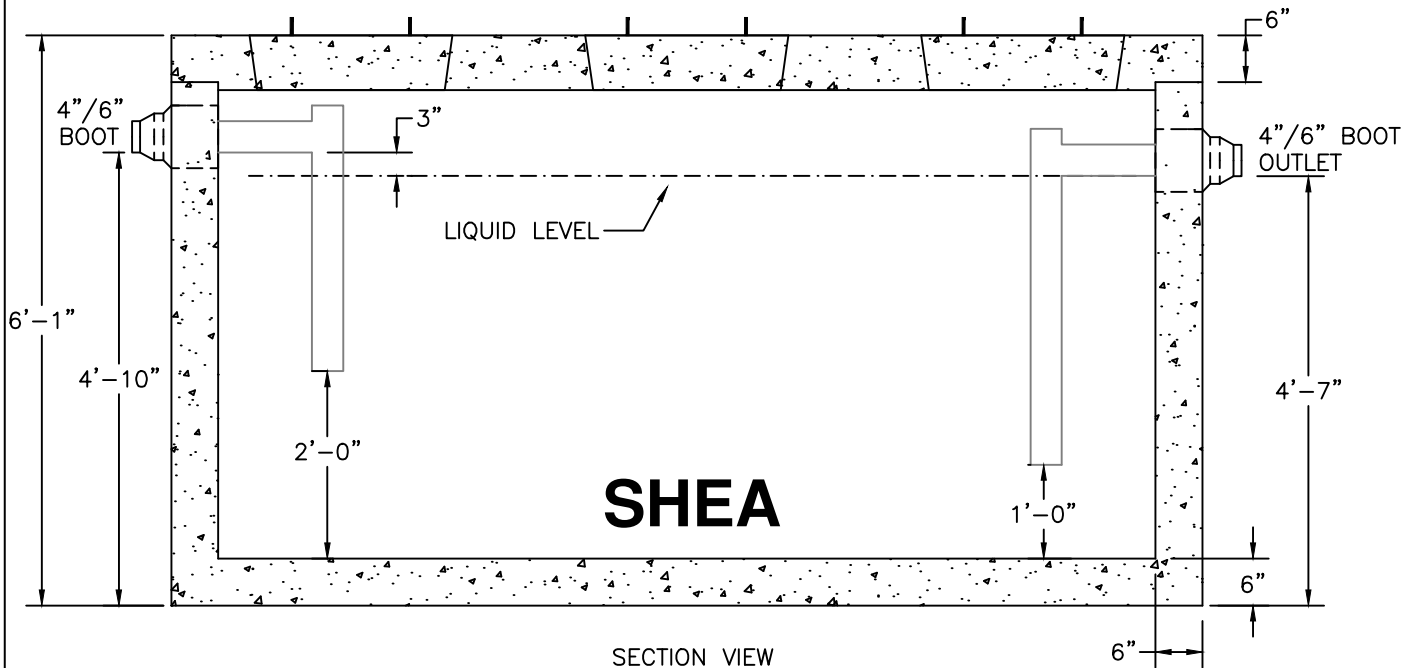 6"
4"/6"
BOOT
3"
4"/6" BOOT
OUTLET
LIQUID LEVEL
6'-1"
4'-10"
4'-7"
2'-0"
SHEA
1'-0"
6"
SECTION VIEW
6"